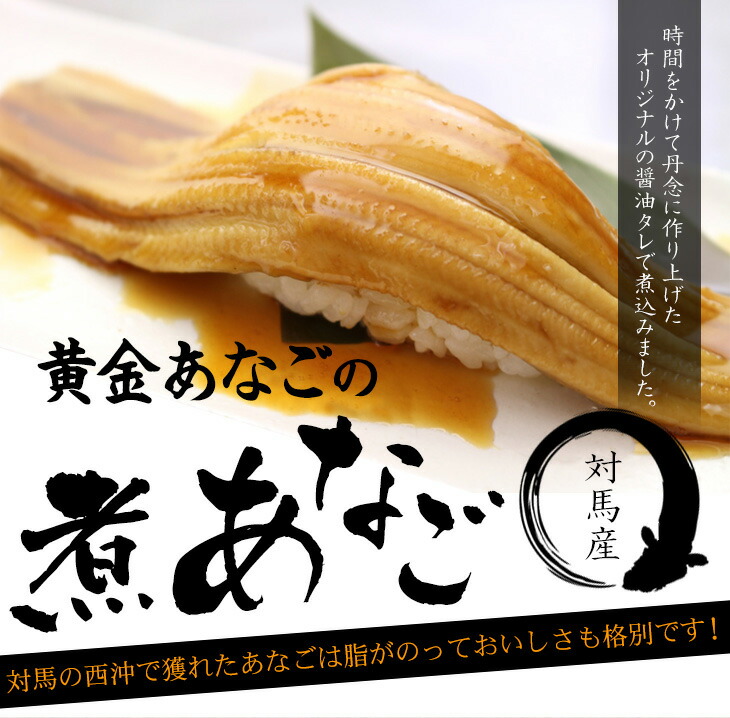 時間をかけて丹念に作り上げた
オリジナルの醤油タレで煮込みました。
黄金あなごの
煮あなご
対馬産
対馬の西沖で獲れたあなごは脂がのっておいしさも格別です！